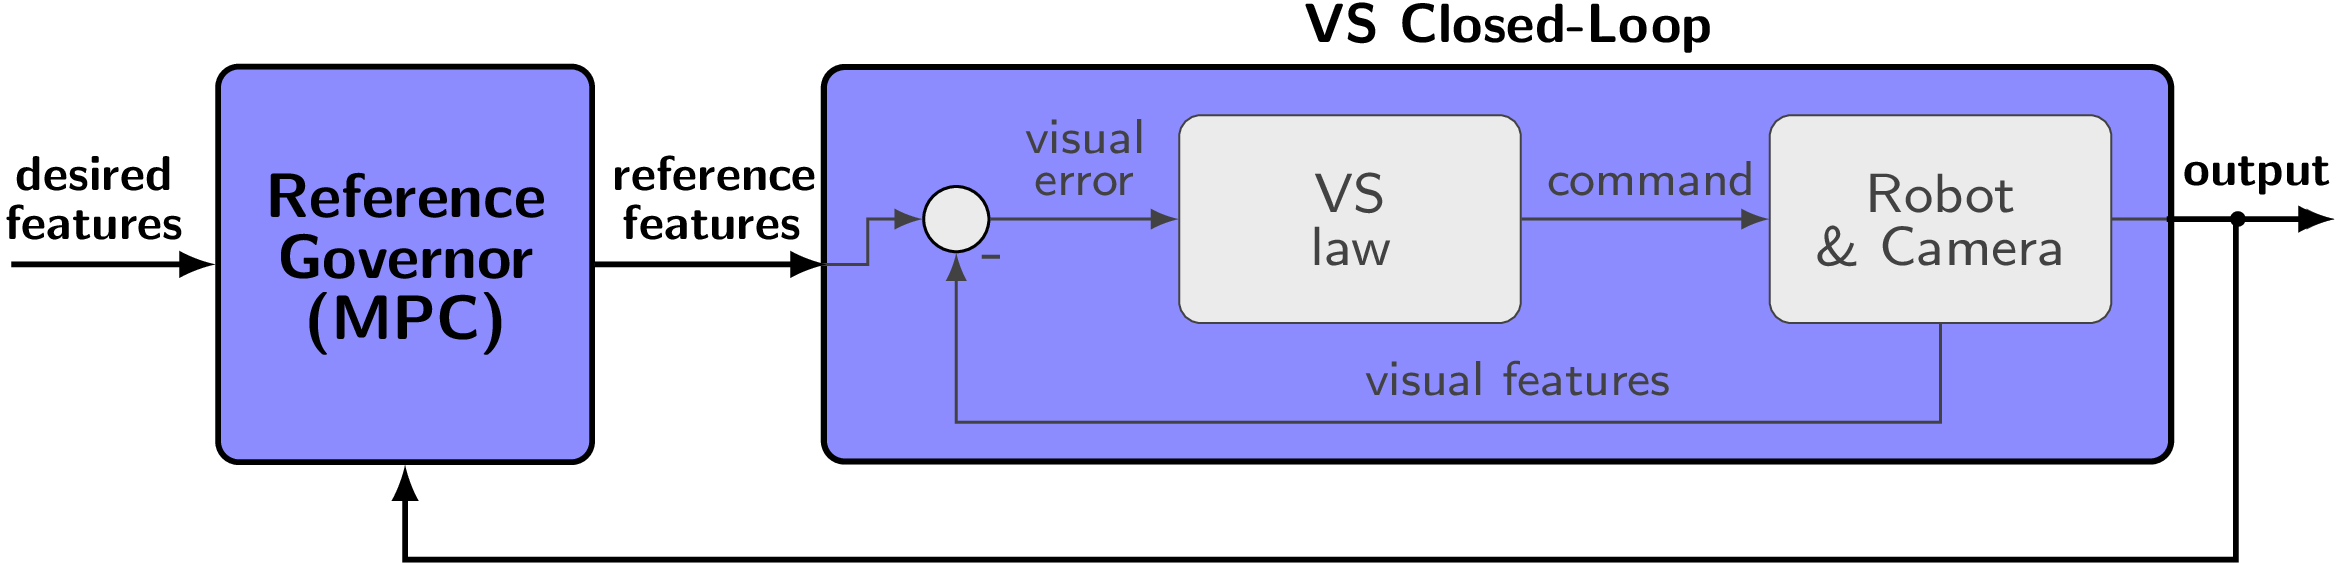 VS Closed-Loop
desired
features
Reference
Governor
(MPC)
reference
features
visual
error
-
VS
law
command
Robot
& Camera
output
visual features